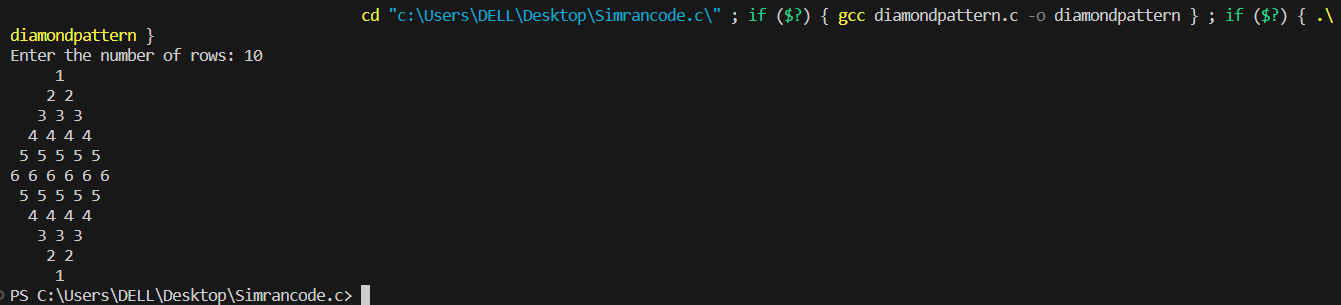 cd "c:\Users\DELL\Desktop\Simrancode.c\" ; if ($?) { gcc diamondpattern.c -o diamondpattern } ; if ($?) { .\
diamondpattern }
Enter the number of rows: 10
     1
    2 2
   3 3 3
  4 4 4 4
 5 5 5 5 5
6 6 6 6 6 6
 5 5 5 5 5
  4 4 4 4
   3 3 3
    2 2
     1
PS C:\Users\DELL\Desktop\Simrancode.c>